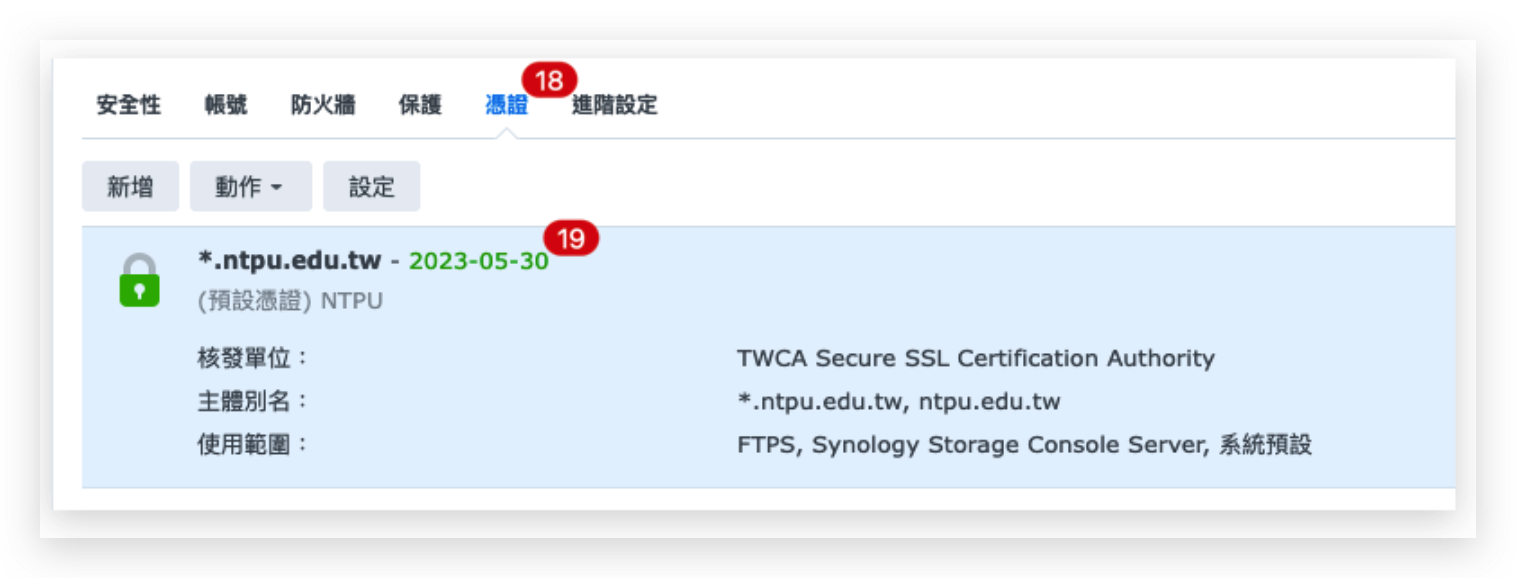 18
安全性 帳號 防火牆 保護 憑證 進階設定
新增 動作 設定
19
*.ntpu.edu.tw - 2023-05-30
(預設憑證) NTPU
核發單位： TWCA Secure SSL Certification Authority
主體別名： *.ntpu.edu.tw, ntpu.edu.tw
使用範圍： FTPS, Synology Storage Console Server, 系統預設